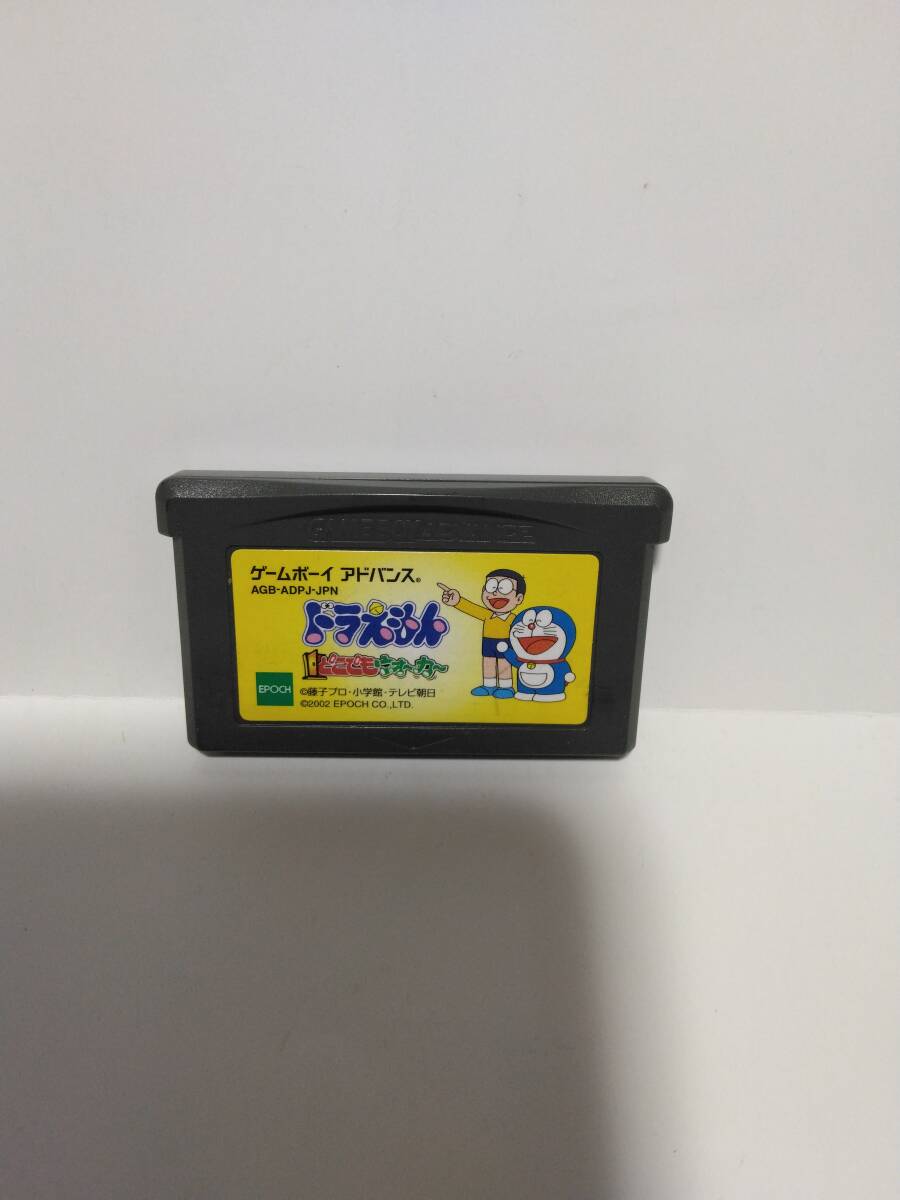 GAME BOY ADVANCE
ゲームボーイ アドバンス®
AGB-ADPJ-JPN
ドラえもん
どこでもウォーカー
EPOCH
©藤子プロ・小学館・テレビ朝日
©2002 EPOCH CO.,LTD.